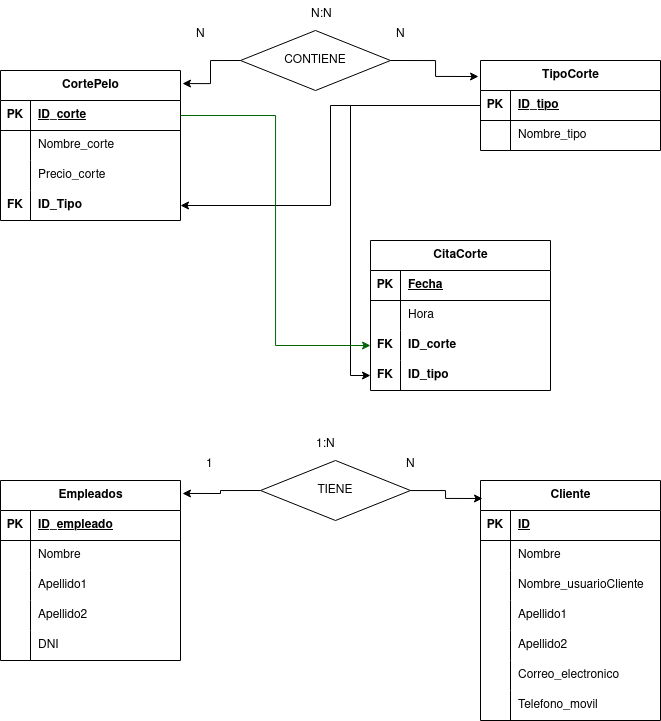 N:N
N
N
CONTIENE
CortePelo
PK ID_corte
Nombre_corte
Precio_corte
FK ID_Tipo
TipoCorte
PK ID_tipo
Nombre_tipo
CitaCorte
PK Fecha
Hora
FK ID_corte
FK ID_tipo
1:N
1
N
TIENE
Empleados
PK ID_empleado
Nombre
Apellido1
Apellido2
DNI
Cliente
PK ID
Nombre
Nombre_usuarioCliente
Apellido1
Apellido2
Correo_electronico
Telefono_movil